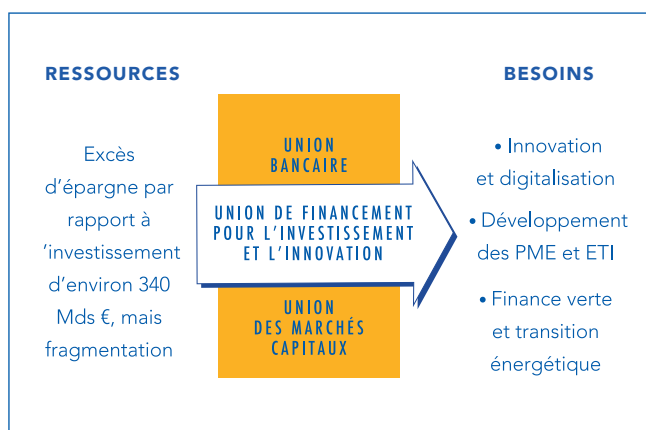 RESSOURCES
Excès
d'épargne par
rapport à
'investissement
d'environ 340
Mds €, mais
fragmentation
UNION
BANCAIRE
UNION DE FINANCEMENT
POUR L'INVESTISSEMENT
ET L'INNOVATION
UNION
DES MARCHÉS
CAPITAUX
BESOINS
• Innovation
et digitalisation
• Développement
des PME et ETI
• Finance verte
et transition
énergétique